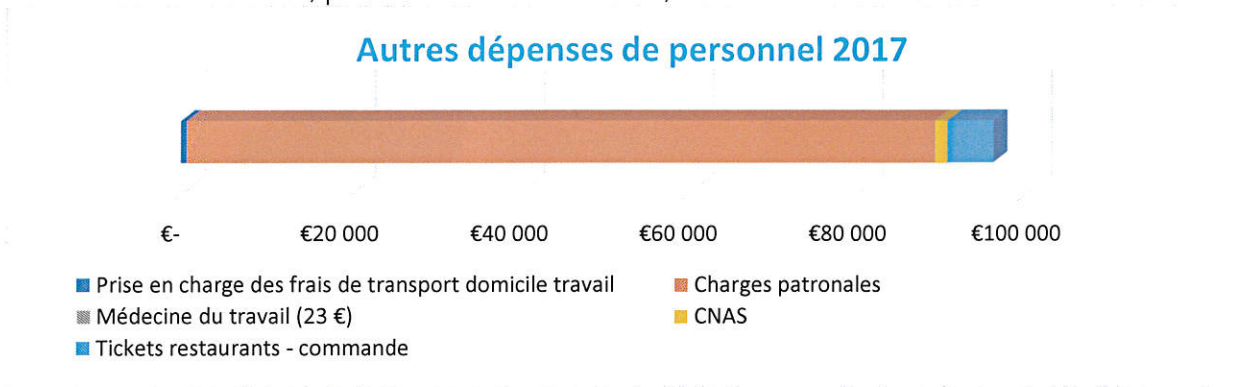 Autres dépenses de personnel 2017
€-
€20 000
€40 000
€60 000
€80 000
€100 000
Prise en charge des frais de transport domicile travail
Charges patronales
Médecine du travail (23 €)
CNAS
Tickets restaurants - commande